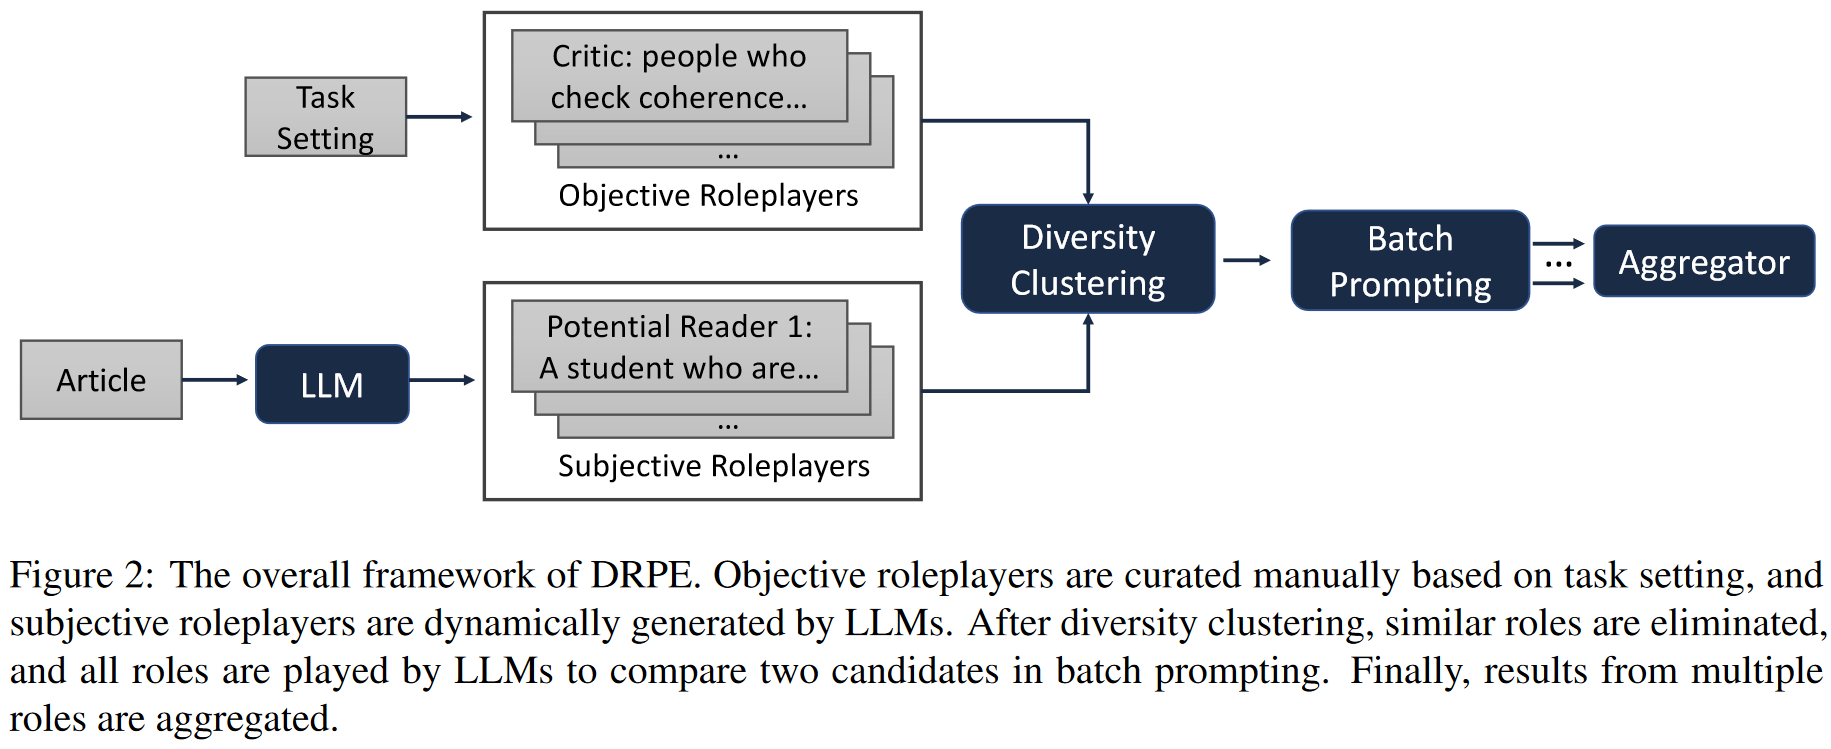 Task
Setting
Critic: people who
check coherence...
...
Objective Roleplayers
Article
LLM
Potential Reader 1:
A student who are...
...
Subjective Roleplayers
Diversity
Clustering
Batch
Prompting
...
Aggregator
Figure 2: The overall framework of DRPE. Objective roleplayers are curated manually based on task setting, and
subjective roleplayers are dynamically generated by LLMs. After diversity clustering, similar roles are eliminated,
and all roles are played by LLMs to compare two candidates in batch prompting. Finally, results from multiple
roles are aggregated.